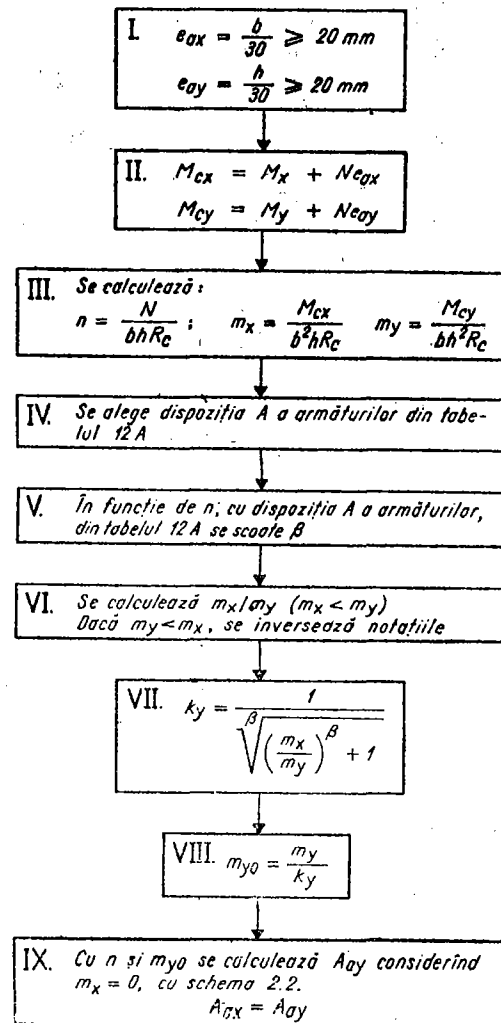 I. e_ax = b/30 ⩾ 20 mm
e_ay = h/30 ⩾ 20 mm
II. M_cx = M_x + Ne_ax
M_cy = M_y + Ne_ay
III. Se calculează :
n = N/(bhR_c) ; m_x = M_cx/(b²hR_c) m_y = M_cy/(bh²R_c)
IV. Se alege dispoziția A a armăturilor din tabe-
lul 12 A
V. În funcție de n, cu dispoziția A a armăturilor,
din tabelul 12 A se scoate β
VI. Se calculează m_x/m_y (m_x < m_y)
Dacă m_y < m_x, se inversează notațiile
VII. k_y = 1/^β√((m_x/m_y)^β + 1)
VIII. m_y0 = m_y/k_y
IX. Cu n și m_y0 se calculează A_ay considerînd
m_x = 0, cu schema 2.2.
A_ax = A_ay